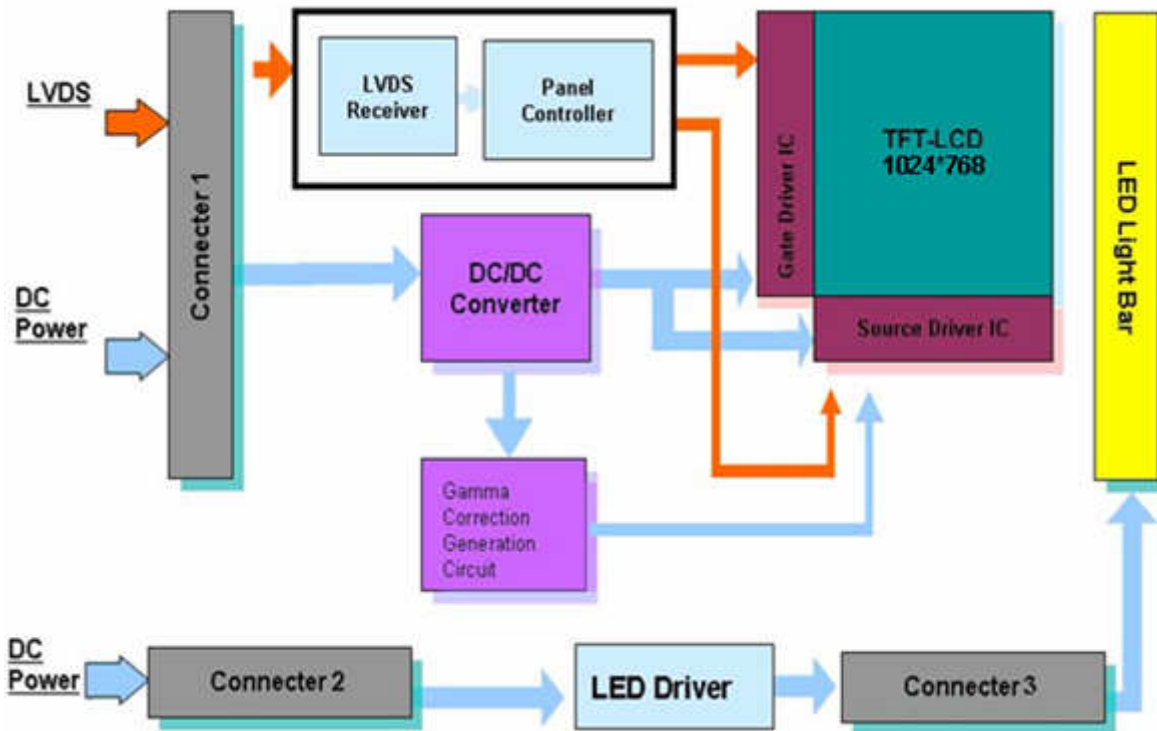 LVDS
DC
Power
Connecter 1
LVDS
Receiver
Panel
Controller
DC/DC
Converter
Gamma
Correction
Generation
Circuit
Gate Driver IC
TFT-LCD
1024*768
Source Driver IC
LED Light Bar
DC
Power
Connecter 2
LED Driver
Connecter 3